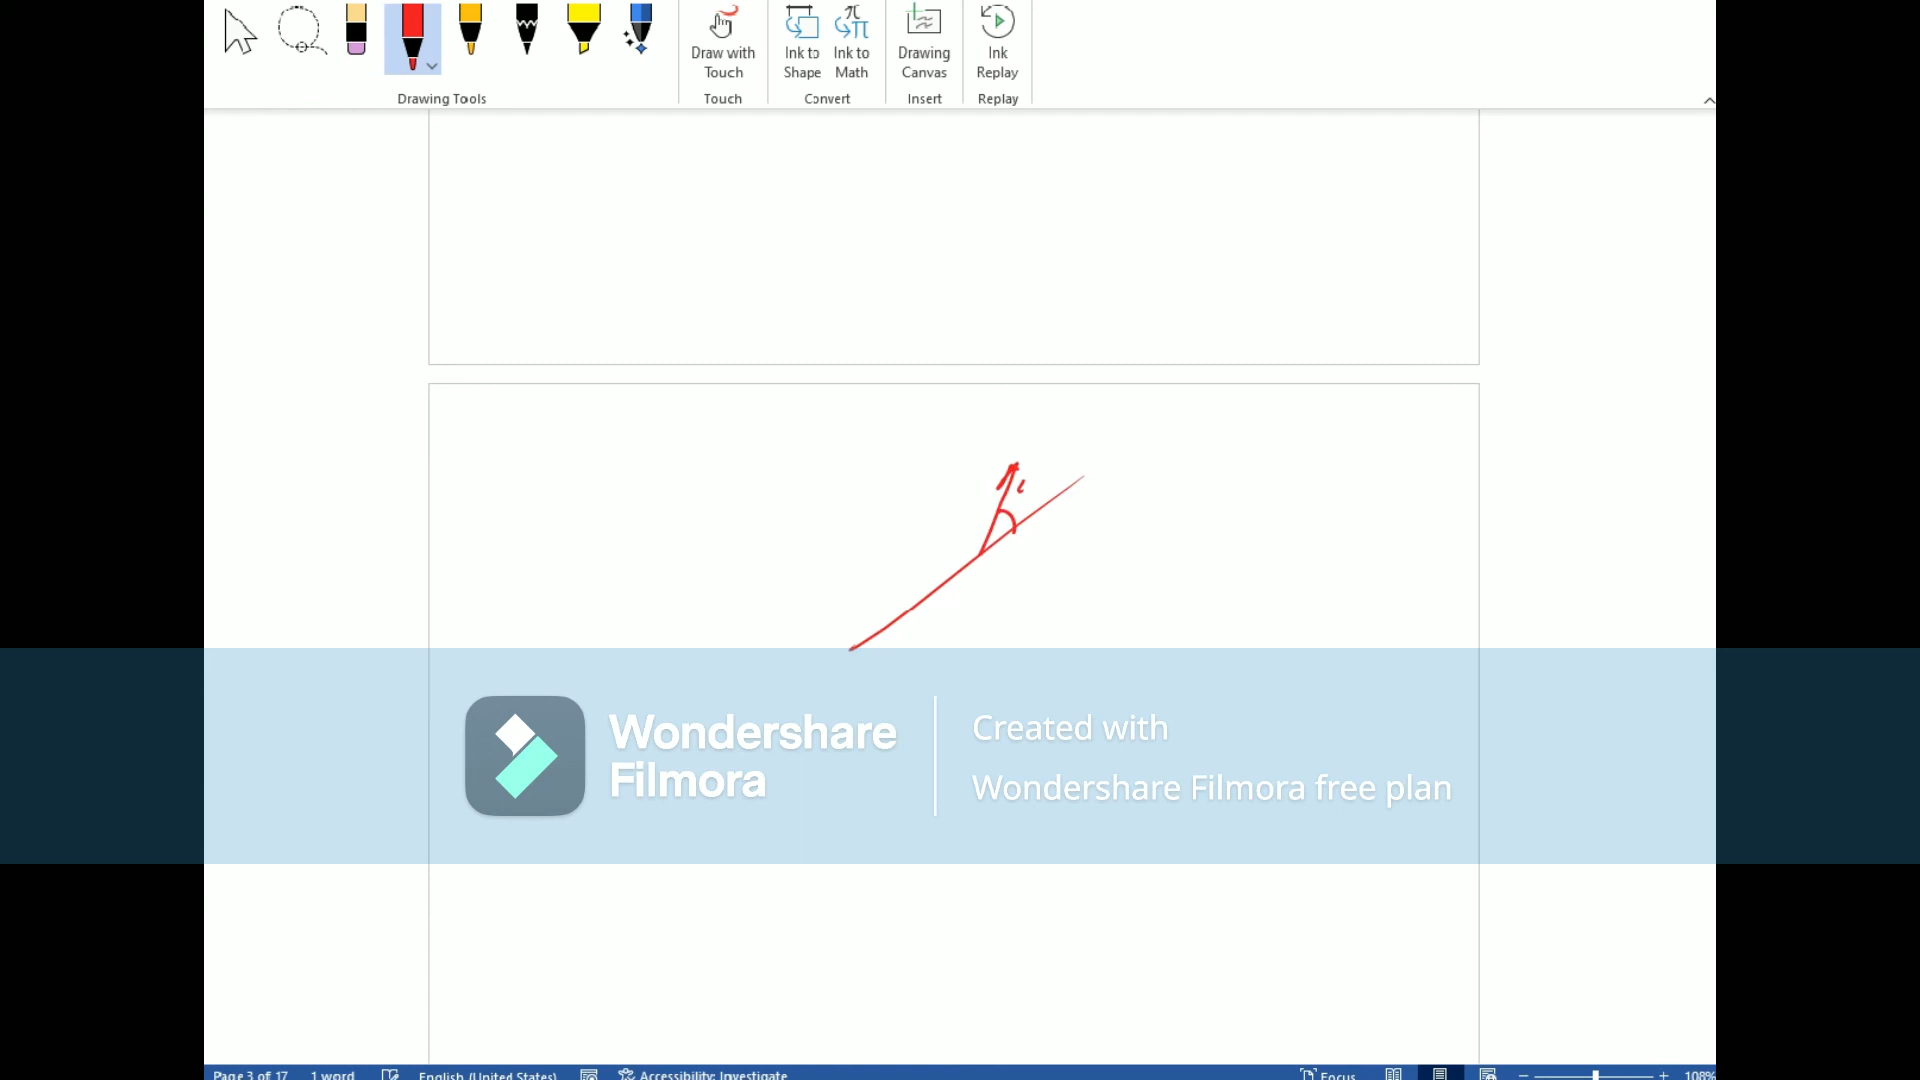 Draw with
Touch
Ink to
Shape
Ink to
Math
Drawing
Canvas
Ink
Replay
Drawing Tools
Touch
Convert
Insert
Replay
Wondershare
Filmora
Created with
Wondershare Filmora free plan
Page 3 of 17
1 word
English (United States)
Accessibility: Investigate
Focus
108%